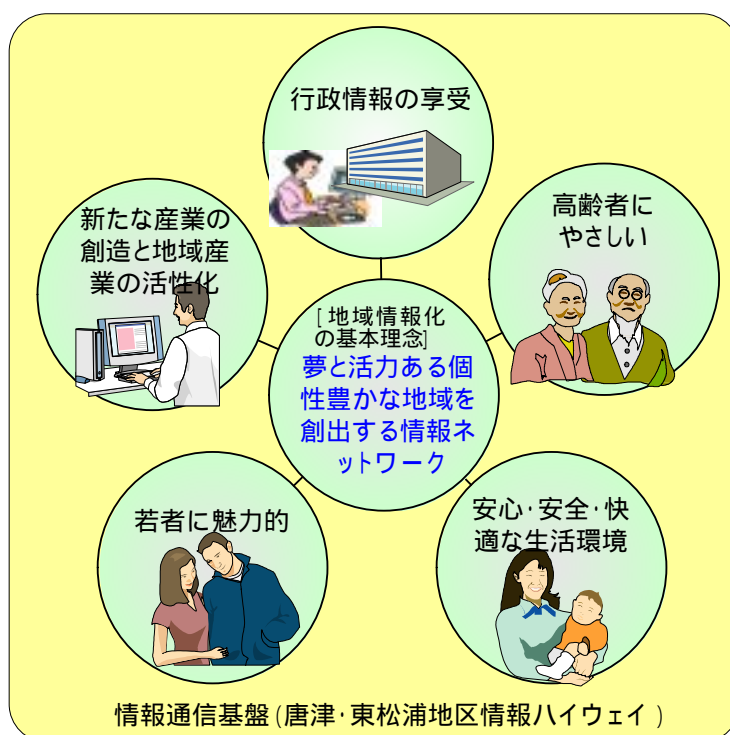 行政情報の享受
新たな産業の
創造と地域産
業の活性化
高齢者に
やさしい
[地域情報化
の基本理念]
夢と活力ある個
性豊かな地域を
創出する情報ネ
ットワーク
若者に魅力的
安心・安全・快
適な生活環境
情報通信基盤(唐津・東松浦地区情報ハイウェイ)